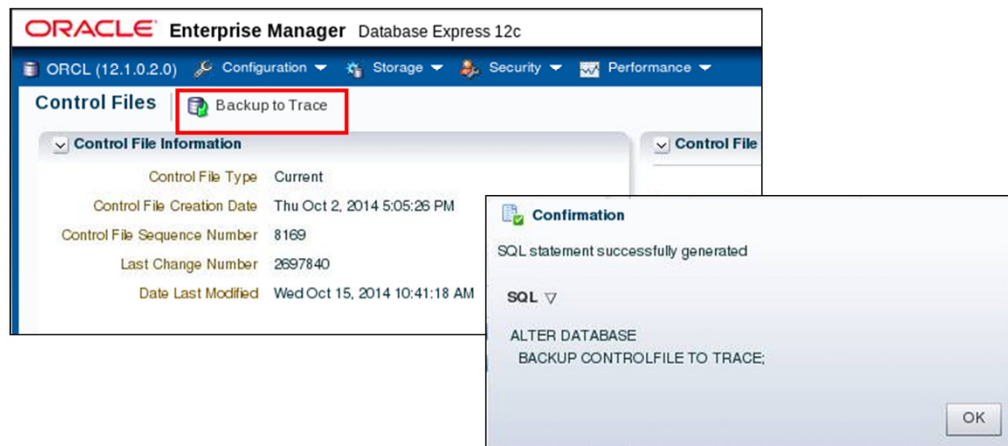 ORACLE Enterprise Manager Database Express 12c
ORCL (12.1.0.2.0) Configuration Storage Security Performance
Control Files Backup to Trace
Control File Information
Control File
Control File Type Current
Control File Creation Date Thu Oct 2, 2014 5:05:26 PM
Control File Sequence Number 8169
Last Change Number 2697840
Date Last Modified Wed Oct 15, 2014 10:41:18 AM
Confirmation
SQL statement successfully generated
SQL
ALTER DATABASE
BACKUP CONTROLFILE TO TRACE;
OK